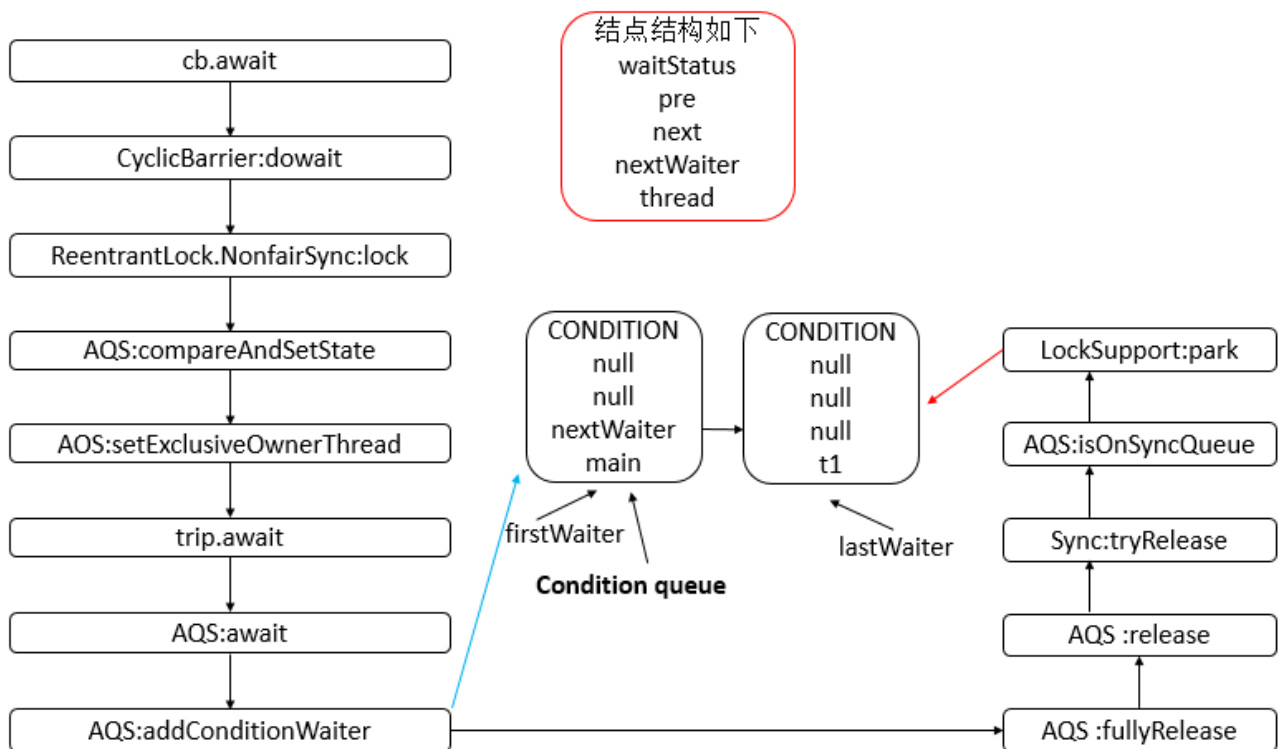 cb.await
CyclicBarrier:dowait
ReentrantLock.NonfairSync:lock
AQS:compareAndSetState
AOS:setExclusiveOwnerThread
trip.await
AQS:await
AQS:addConditionWaiter
结点结构如下
waitStatus
pre
next
nextWaiter
thread
CONDITION
null
null
nextWaiter
main
CONDITION
null
null
null
t1
firstWaiter
lastWaiter
Condition queue
LockSupport:park
AQS:isOnSyncQueue
Sync:tryRelease
AQS :release
AQS :fullyRelease